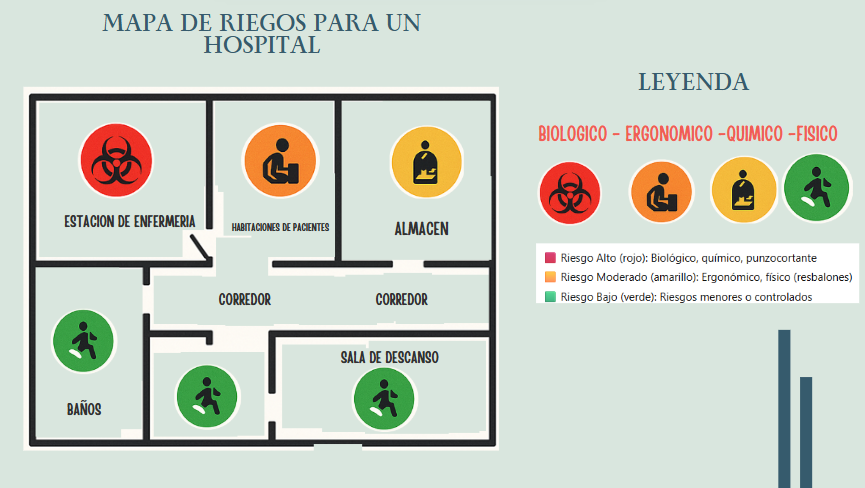 MAPA DE RIEGOS PARA UN
HOSPITAL
LEYENDA
BIOLOGICO - ERGONOMICO -QUIMICO -FISICO
ESTACION DE ENFERMERIA
HABITACIONES DE PACIENTES
ALMACEN
Riesgo Alto (rojo): Biológico, químico, punzocortante
Riesgo Moderado (amarillo): Ergonómico, físico (resbalones)
Riesgo Bajo (verde): Riesgos menores o controlados
CORREDOR
CORREDOR
SALA DE DESCANSO
BAÑOS